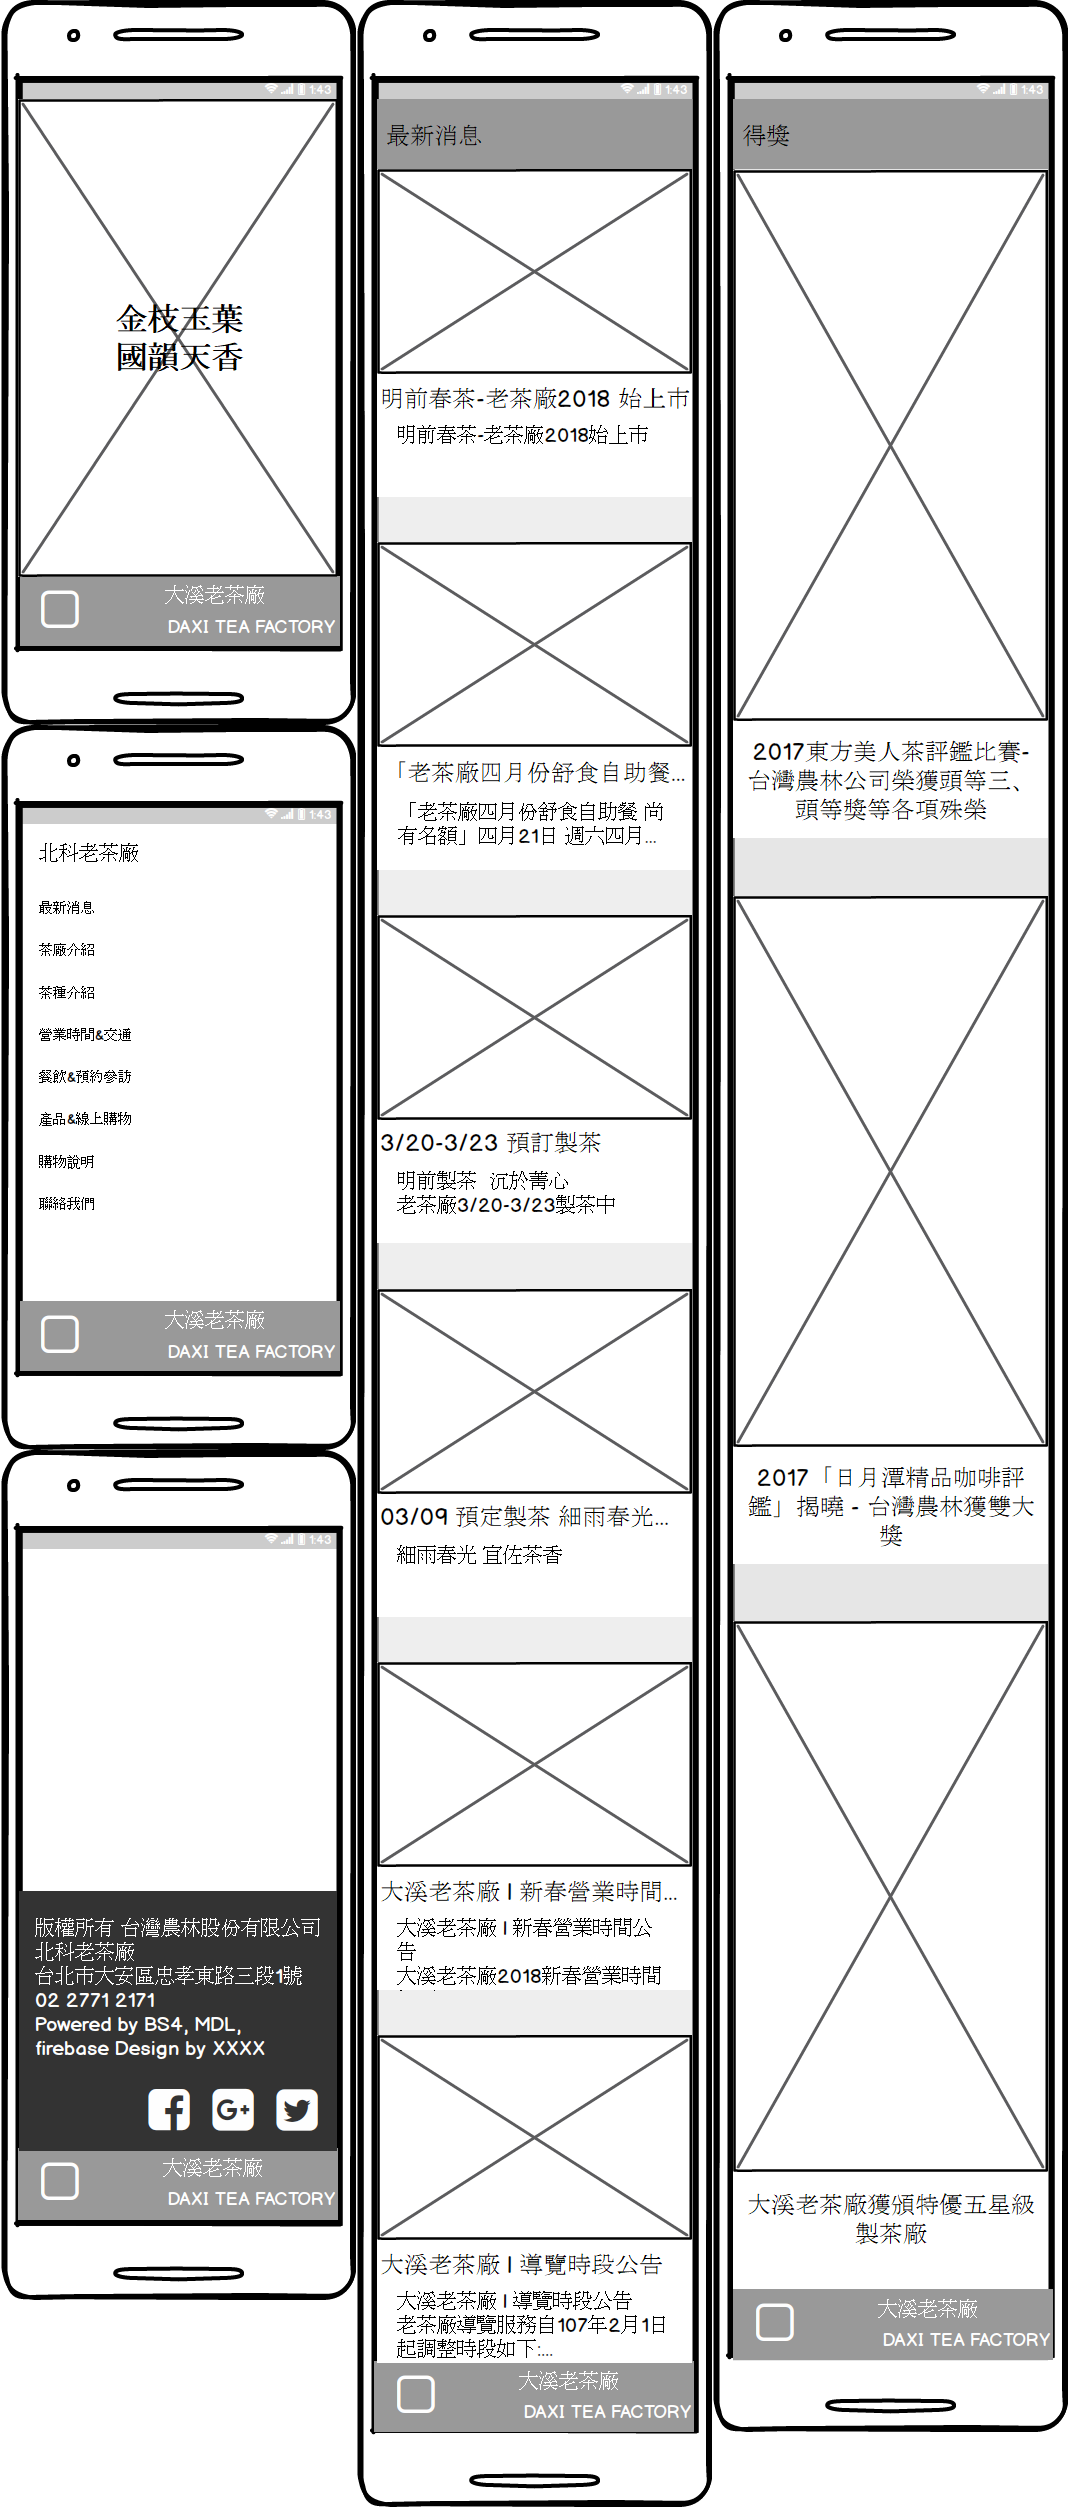 1:43
金枝玉葉
國韻天香
大溪老茶廠
DAXI TEA FACTORY
1:43
北科老茶廠
最新消息
茶廠介紹
茶種介紹
營業時間&交通
餐飲&預約參訪
產品&線上購物
購物說明
聯絡我們
大溪老茶廠
DAXI TEA FACTORY
1:43
版權所有 台灣農林股份有限公司
北科老茶廠
台北市大安區忠孝東路三段1號
02 2771 2171
Powered by BS4, MDL,
firebase Design by XXXX
大溪老茶廠
DAXI TEA FACTORY
1:43
最新消息
明前春茶-老茶廠2018 始上市
明前春茶-老茶廠2018始上市
「老茶廠四月份舒食自助餐...
「老茶廠四月份舒食自助餐 尚
有名額」四月21日 週六四月...
3/20-3/23 預訂製茶
明前製茶 沉於菁心
老茶廠3/20-3/23製茶中
03/09 預定製茶 細雨春光...
細雨春光 宜佐茶香
大溪老茶廠 | 新春營業時間...
大溪老茶廠 | 新春營業時間公
告
大溪老茶廠2018新春營業時間
大溪老茶廠 | 導覽時段公告
大溪老茶廠 | 導覽時段公告
老茶廠導覽服務自107年2月1日
起調整時段如下:...
大溪老茶廠
DAXI TEA FACTORY
1:43
得獎
2017東方美人茶評鑑比賽-
台灣農林公司榮獲頭等三、
頭等獎等各項殊榮
2017「日月潭精品咖啡評
鑑」揭曉 - 台灣農林獲雙大
獎
大溪老茶廠獲頒特優五星級
製茶廠
大溪老茶廠
DAXI TEA FACTORY